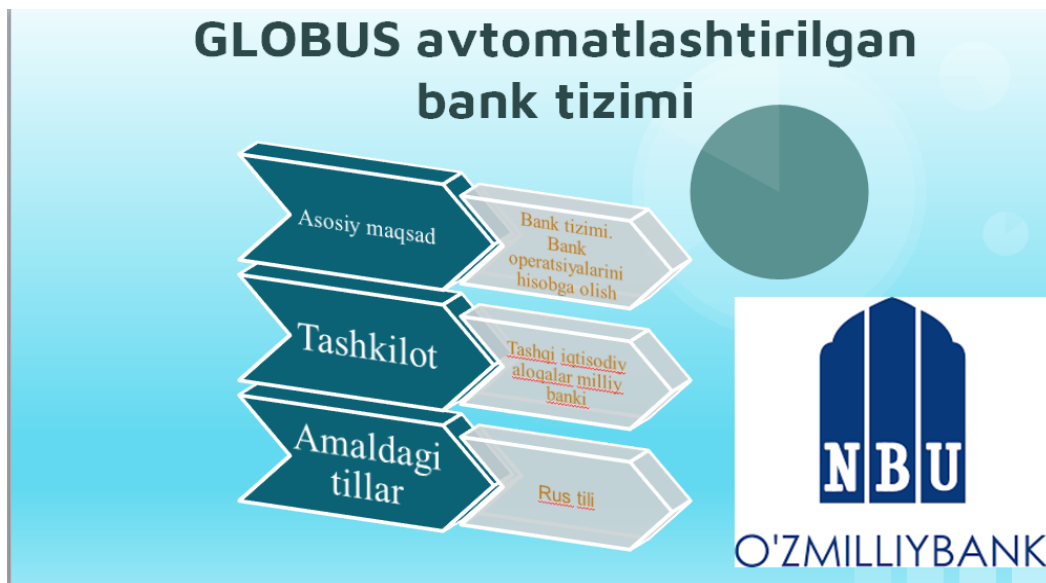 GLOBUS avtomatlashtirilgan
bank tizimi
Asosiy maqsad
Bank tizimi.
Bank
operatsiyalarini
hisobga olish
Tashkilot
Tashqi iqtisodiy
aloqalar milliy
banki
Amaldagi
tillar
Rus tili
NBU
O'ZMILLIYBANK